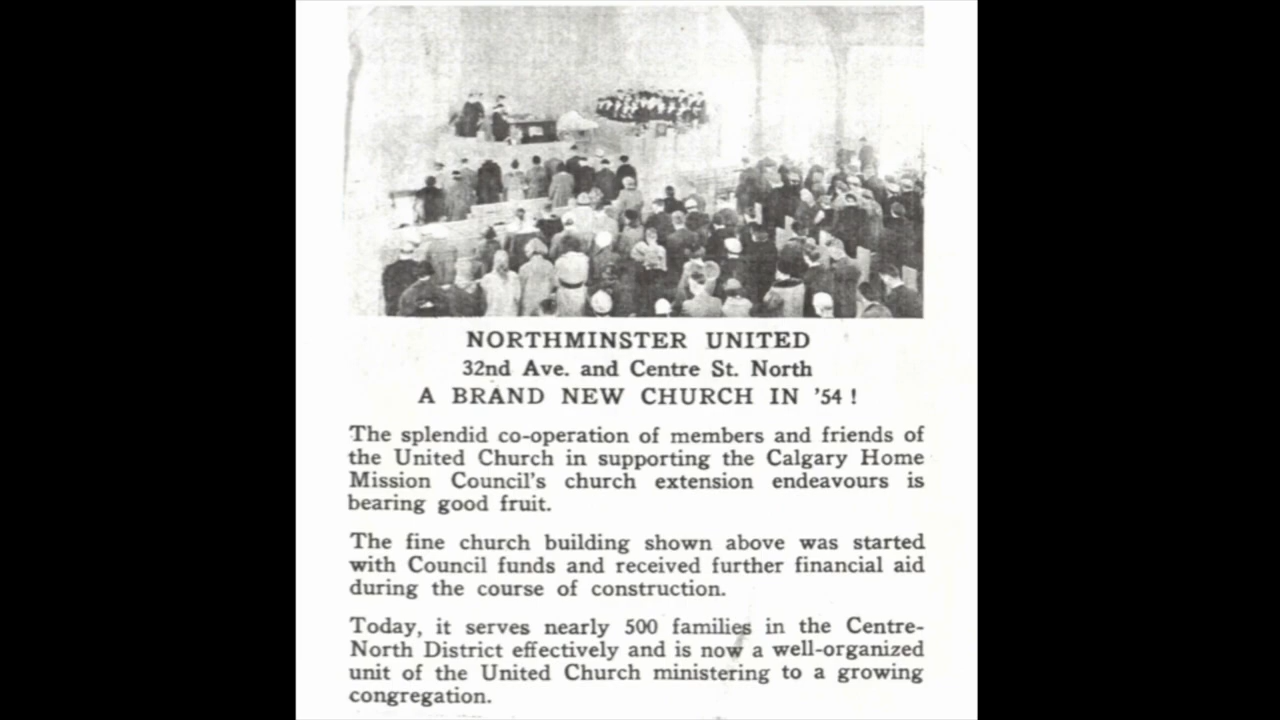 NORTHMINSTER UNITED
32nd Ave. and Centre St. North
A BRAND NEW CHURCH IN '54!
The splendid co-operation of members and friends of
the United Church in supporting the Calgary Home
Mission Council's church extension endeavours is
bearing good fruit.
The fine church building shown above was started
with Council funds and received further financial aid
during the course of construction.
Today, it serves nearly 500 families in the Centre-
North District effectively and is now a well-organized
unit of the United Church ministering to a growing
congregation.